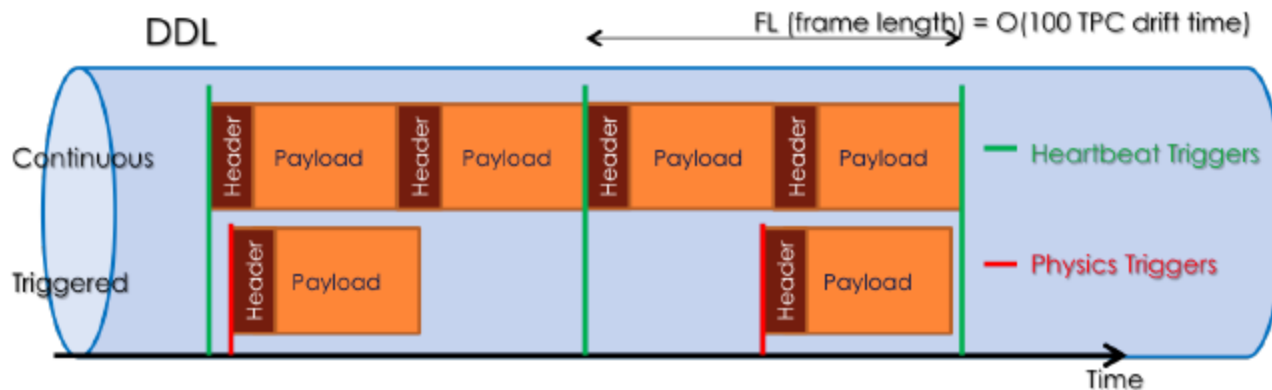 DDL
FL (frame length) = O(100 TPC drift time)
Continuous
Header
Payload
Header
Payload
Header
Payload
Header
Payload
Heartbeat Triggers
Triggered
Header
Payload
Header
Payload
Physics Triggers
Time